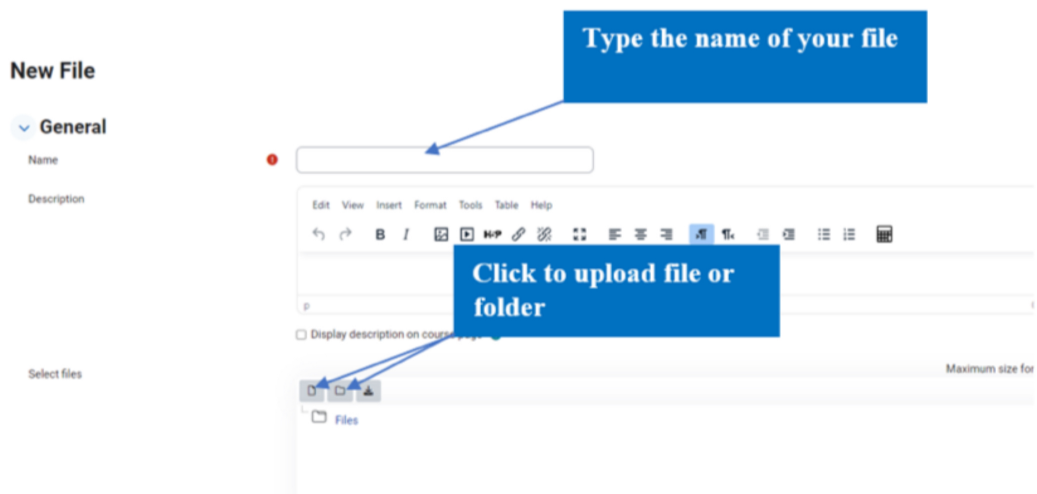 Type the name of your file
New File
General
Name
Description
Edit View Insert Format Tools Table Help
B I H5P
Click to upload file or
folder
p
Display description on course
Select files
Maximum size for
Files